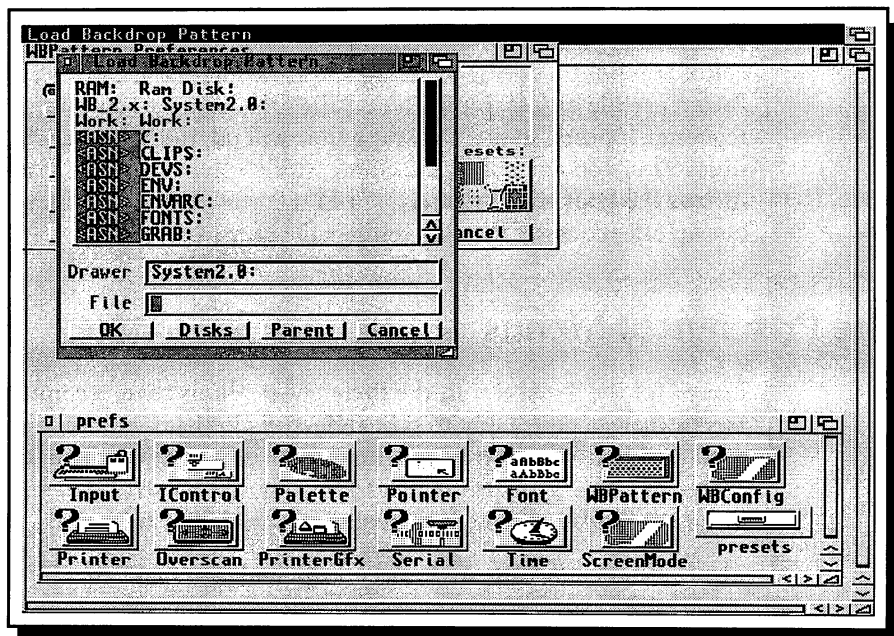 Load Backdrop Pattern
WBPattern Preferences
Load Backdrop Pattern
RAM: Ram Disk:
WB_2.x: System2.0:
Work: Work:
<ASN> C:
<ASN> CLIPS:
<ASN> DEVS:
<ASN> ENV:
<ASN> ENVARC:
<ASN> FONTS:
<ASN> GRAB:
esets:
ancel
Drawer System2.0:
File
OK Disks Parent Cancel
prefs
Input IControl Palette Pointer Font WBPattern WBConfig
Printer Overscan PrinterGfx Serial Time ScreenMode presets